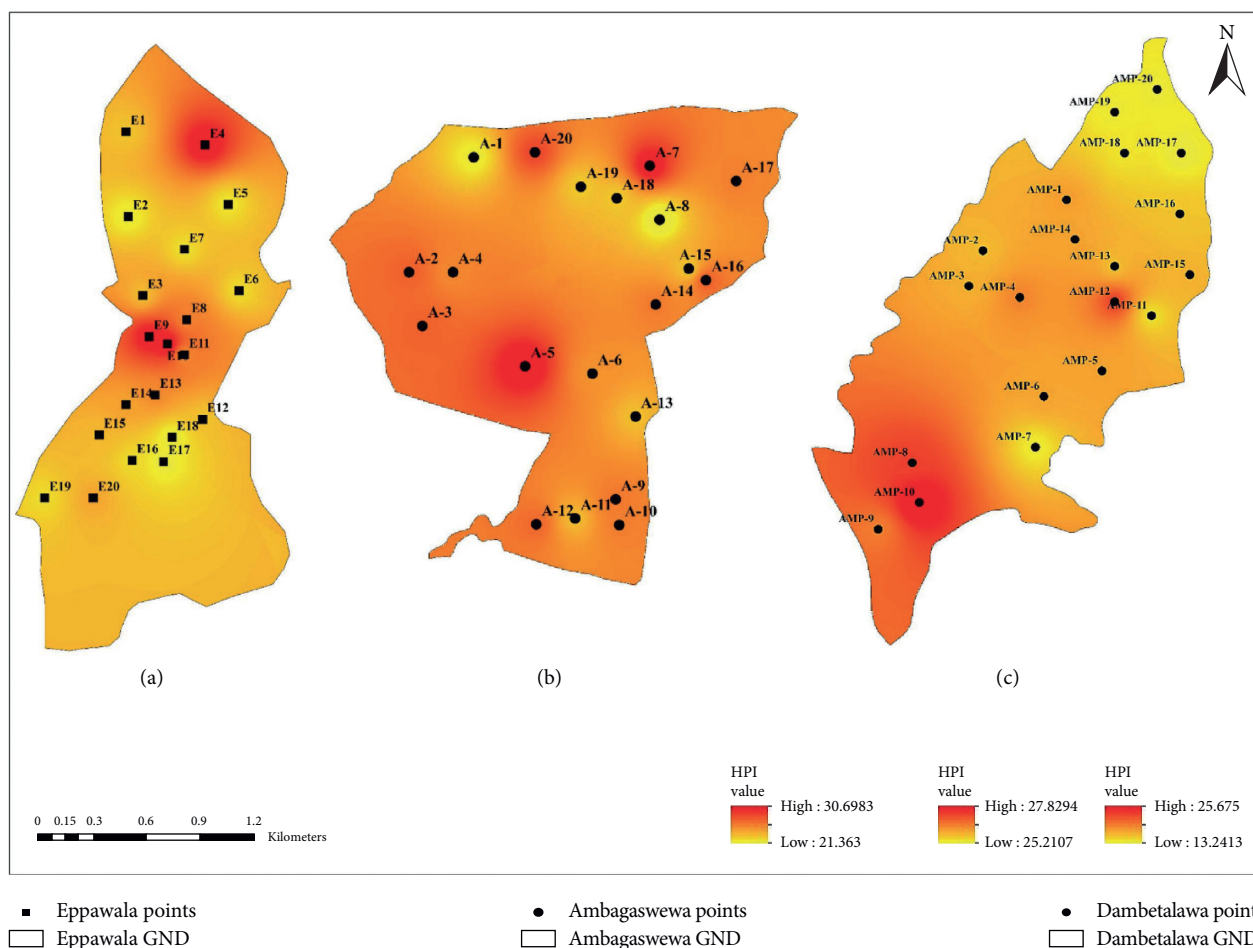 N
E1
E4
E2
E5
E7
E3
E6
E8
E9
E11
E13
E14
E12
E15
E18
E16
E17
E19
E20
(a)
A-1
A-20
A-7
A-17
A-19
A-18
A-8
A-2
A-4
A-15
A-16
A-14
A-3
A-5
A-6
A-13
A-9
A-11
A-12
A-10
(b)
AMP-20
AMP-19
AMP-18
AMP-17
AMP-1
AMP-16
AMP-14
AMP-2
AMP-13
AMP-15
AMP-3
AMP-4
AMP-12
AMP-11
AMP-5
AMP-6
AMP-7
AMP-8
AMP-10
AMP-9
(c)
0 0.15 0.3 0.6 0.9 1.2
Kilometers
HPI
value
High : 30.6983
Low : 21.363
HPI
value
High : 27.8294
Low : 25.2107
HPI
value
High : 25.675
Low : 13.2413
Eppawala points
Eppawala GND
Ambagaswewa points
Ambagaswewa GND
Dambetalawa point
Dambetalawa GND